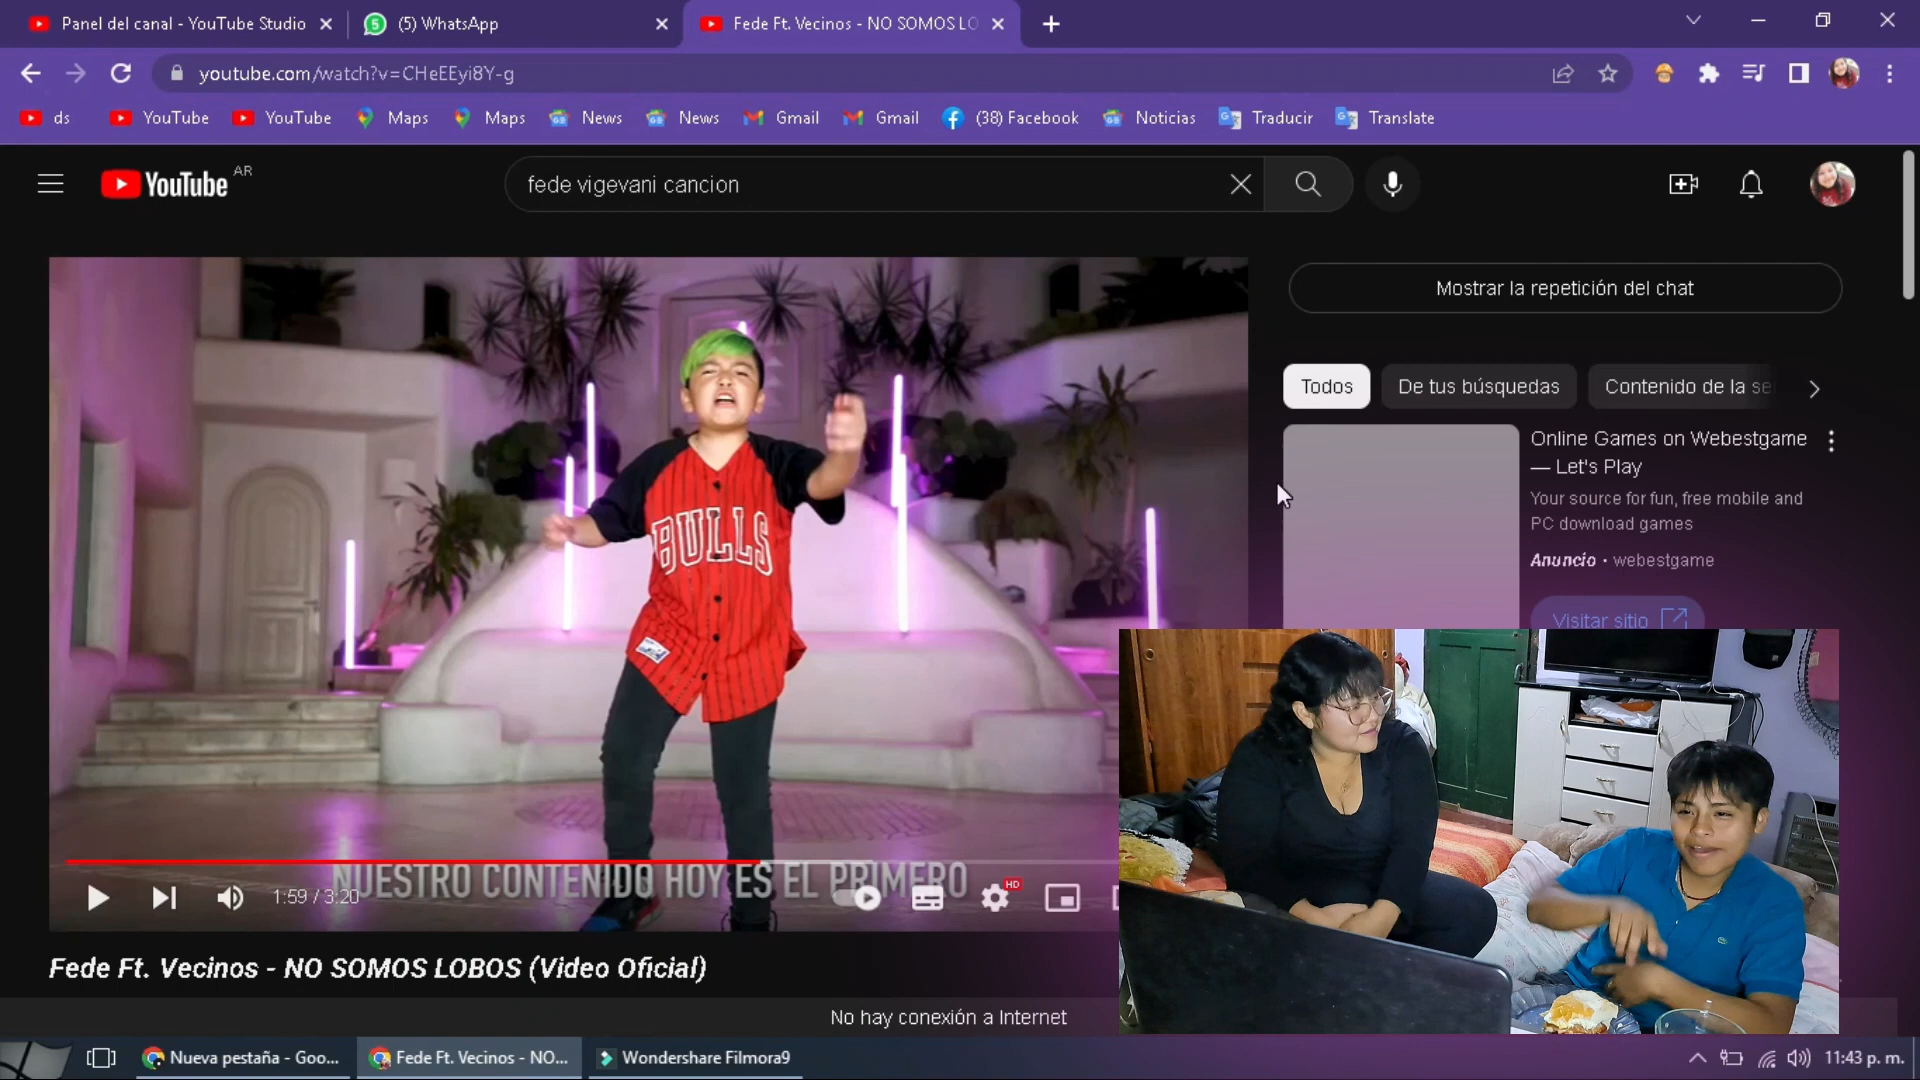 Panel del canal - YouTube Studio
(5) WhatsApp
Fede Ft. Vecinos - NO SOMOS LO
youtube.com/watch?v=CHeEEyi8Y-g
ds
YouTube
YouTube
Maps
Maps
News
News
Gmail
Gmail
(38) Facebook
Noticias
Traducir
Translate
YouTube AR
fede vigevani cancion
Mostrar la repetición del chat
Todos
De tus búsquedas
Contenido de la se
Online Games on Webestgame
— Let's Play
Your source for fun, free mobile and
PC download games
Anuncio · webestgame
Visitar sitio
BULLS
NUESTRO CONTENIDO HOY ES EL PRIMERO
1:59 / 3:20
HD
Fede Ft. Vecinos - NO SOMOS LOBOS (Video Oficial)
No hay conexión a Internet
Nueva pestaña - Goo...
Fede Ft. Vecinos - NO...
Wondershare Filmora9
11:43 p. m.